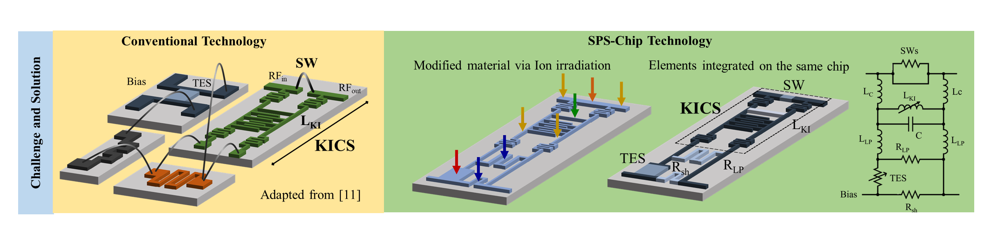 Challenge and Solution
Conventional Technology
SW
Bias
TES
RFin
RFout
LKI
KICS
Adapted from [11]
SPS-Chip Technology
Modified material via Ion irradiation
Elements integrated on the same chip
SW
KICS
LKI
TES
Rsh
RLP
SWs
LC
Lc
LKI
C
LLP
LLP
RLP
TES
Bias
Rsh